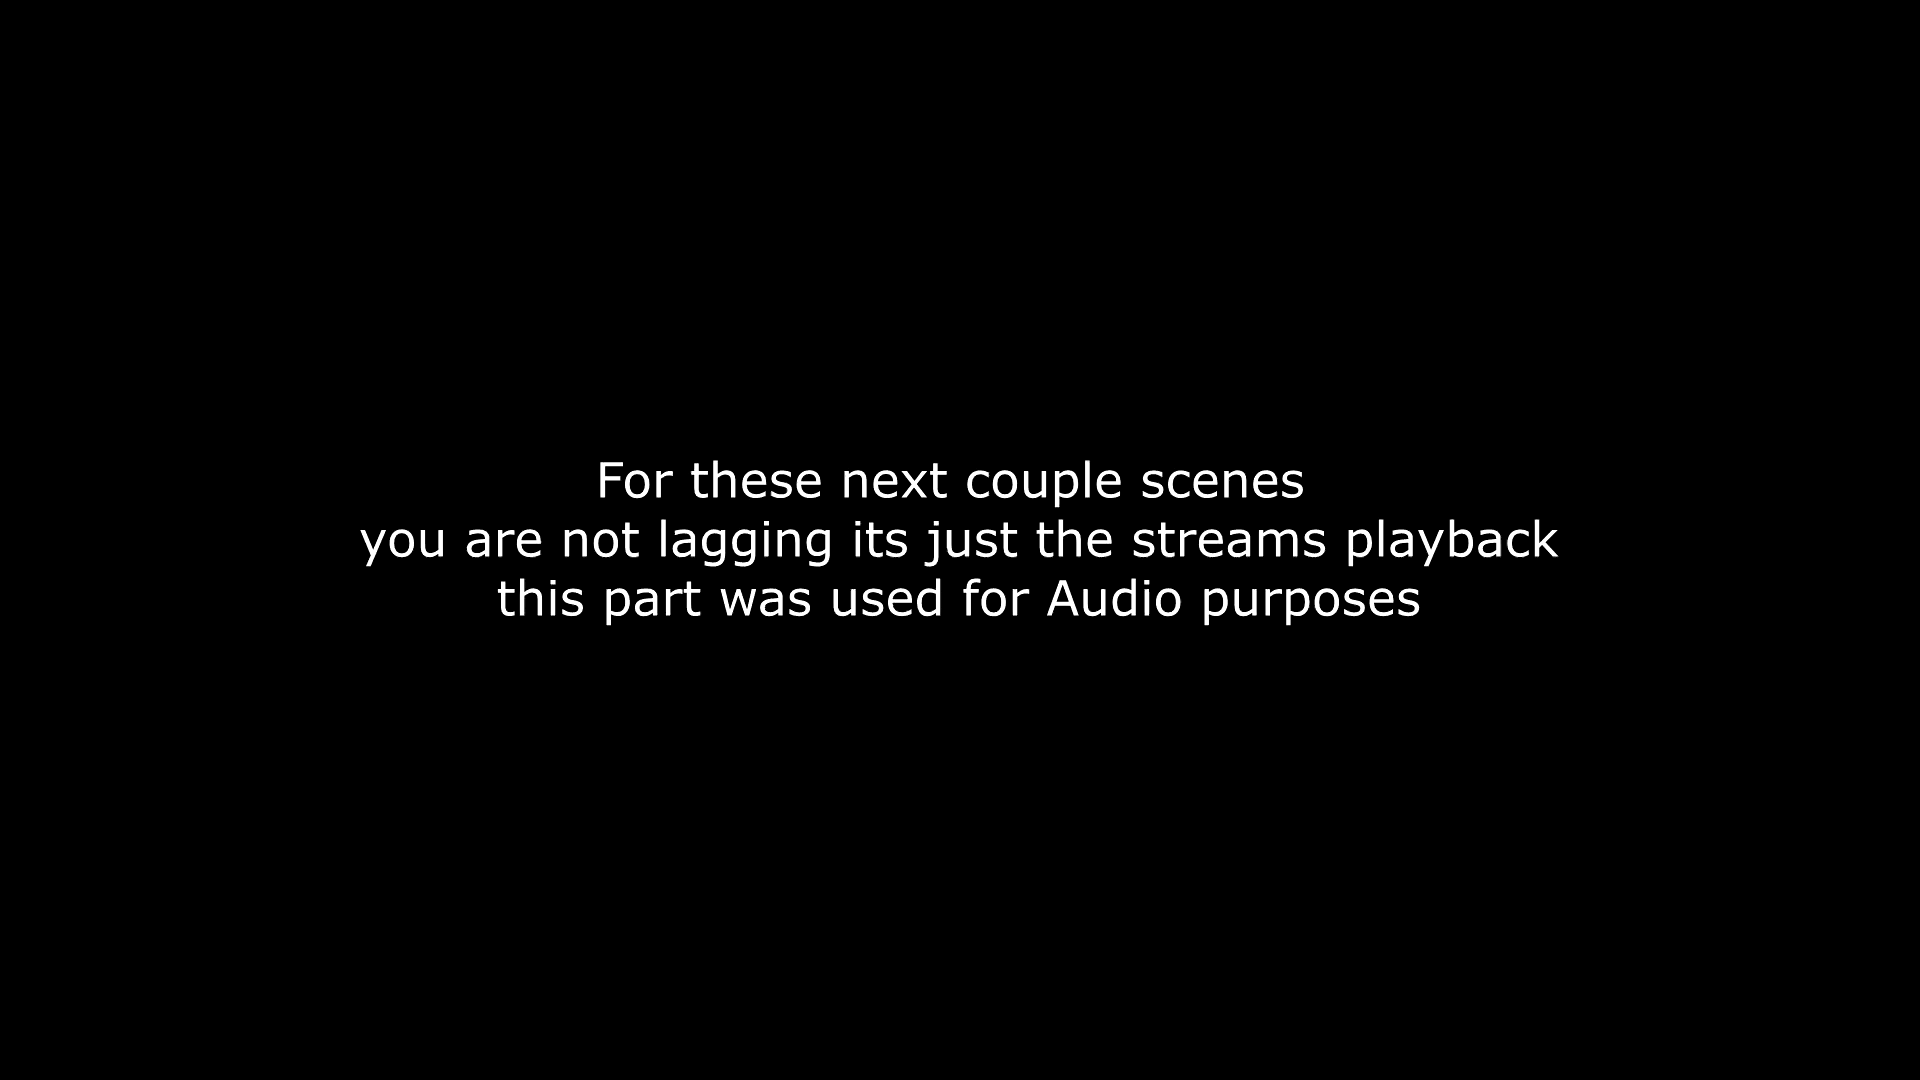 For these next couple scenes
you are not lagging its just the streams playback
this part was used for Audio purposes